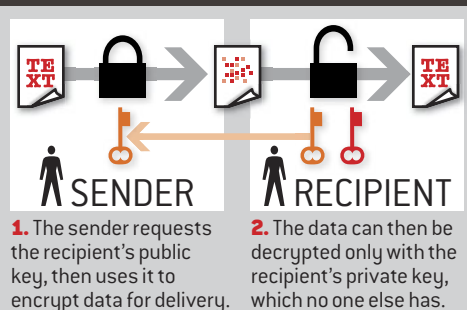 TE
XT
TE
XT
SENDER
RECIPIENT
1. The sender requests
the recipient's public
key, then uses it to
encrypt data for delivery.
2. The data can then be
decrypted only with the
recipient's private key,
which no one else has.